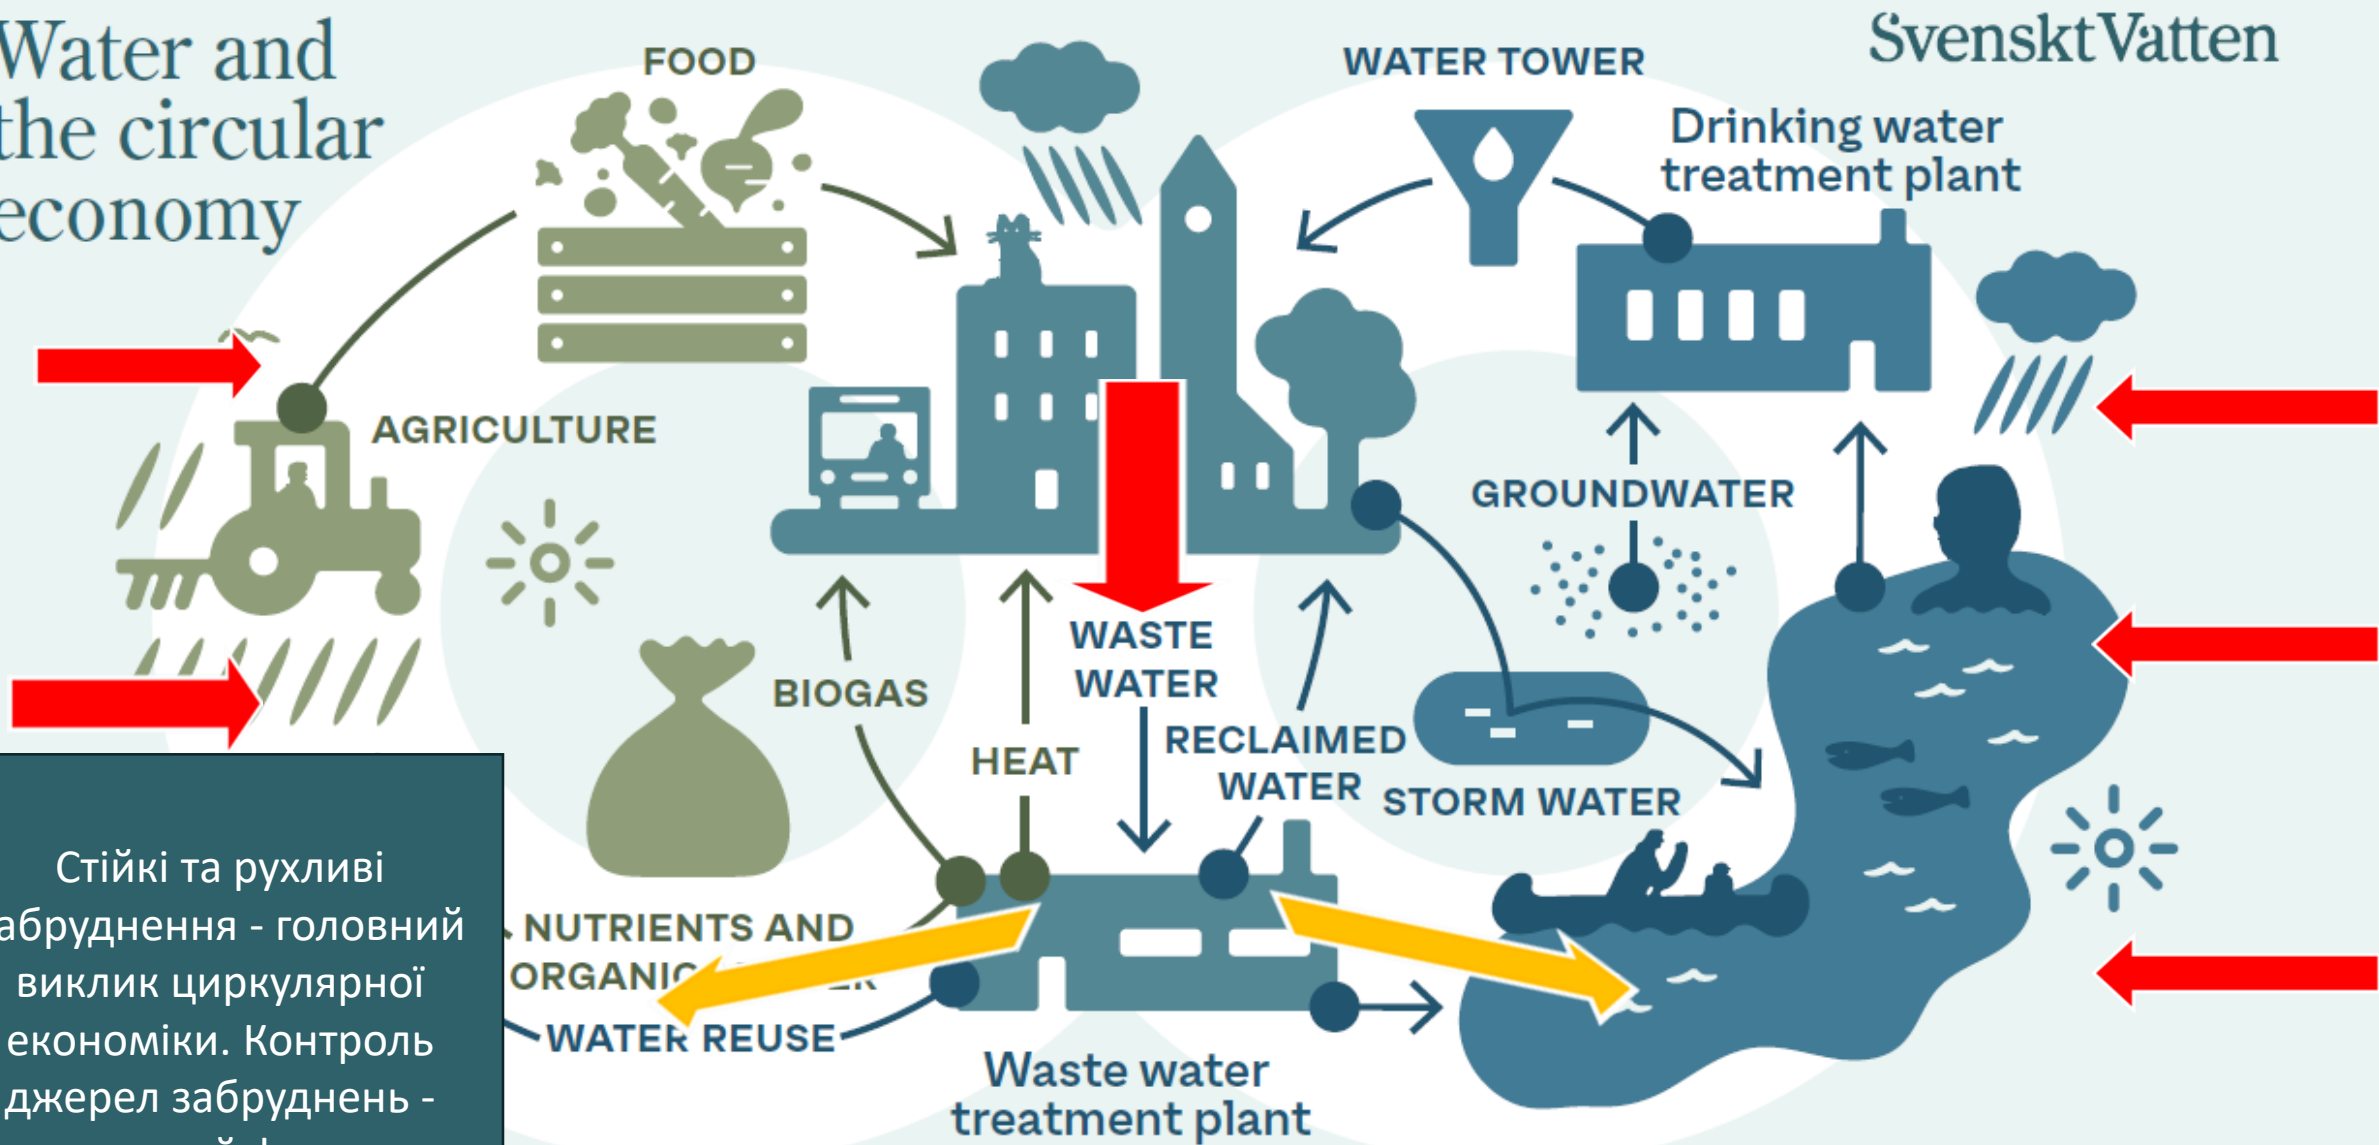 Water and
the circular
economy
Svenskt Vatten
FOOD
WATER TOWER
Drinking water
treatment plant
AGRICULTURE
GROUNDWATER
WASTE
WATER
BIOGAS
HEAT
RECLAIMED
WATER
STORM WATER
NUTRIENTS AND
WATER REUSE
Waste water
treatment plant
Стійкі та рухливі
абруднення - головний
виклик циркулярної
економіки. Контроль
джерел забруднень -